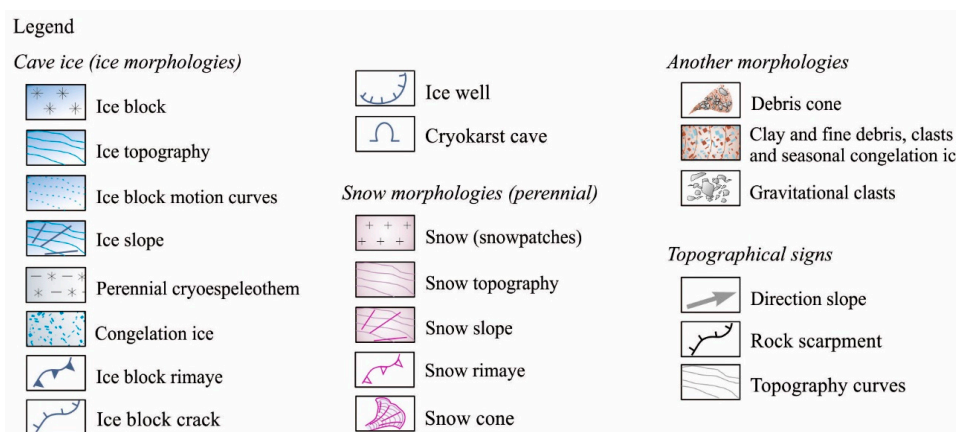 Legend
Cave ice (ice morphologies)
Ice block
Ice topography
Ice block motion curves
Ice slope
Perennial cryoespeleothem
Congelation ice
Ice block rimaye
Ice block crack
Ice well
Cryokarst cave
Snow morphologies (perennial)
Snow (snowpatches)
Snow topography
Snow slope
Snow rimaye
Snow cone
Another morphologies
Debris cone
Clay and fine debris, clasts
and seasonal congelation ic
Gravitational clasts
Topographical signs
Direction slope
Rock scarpment
Topography curves